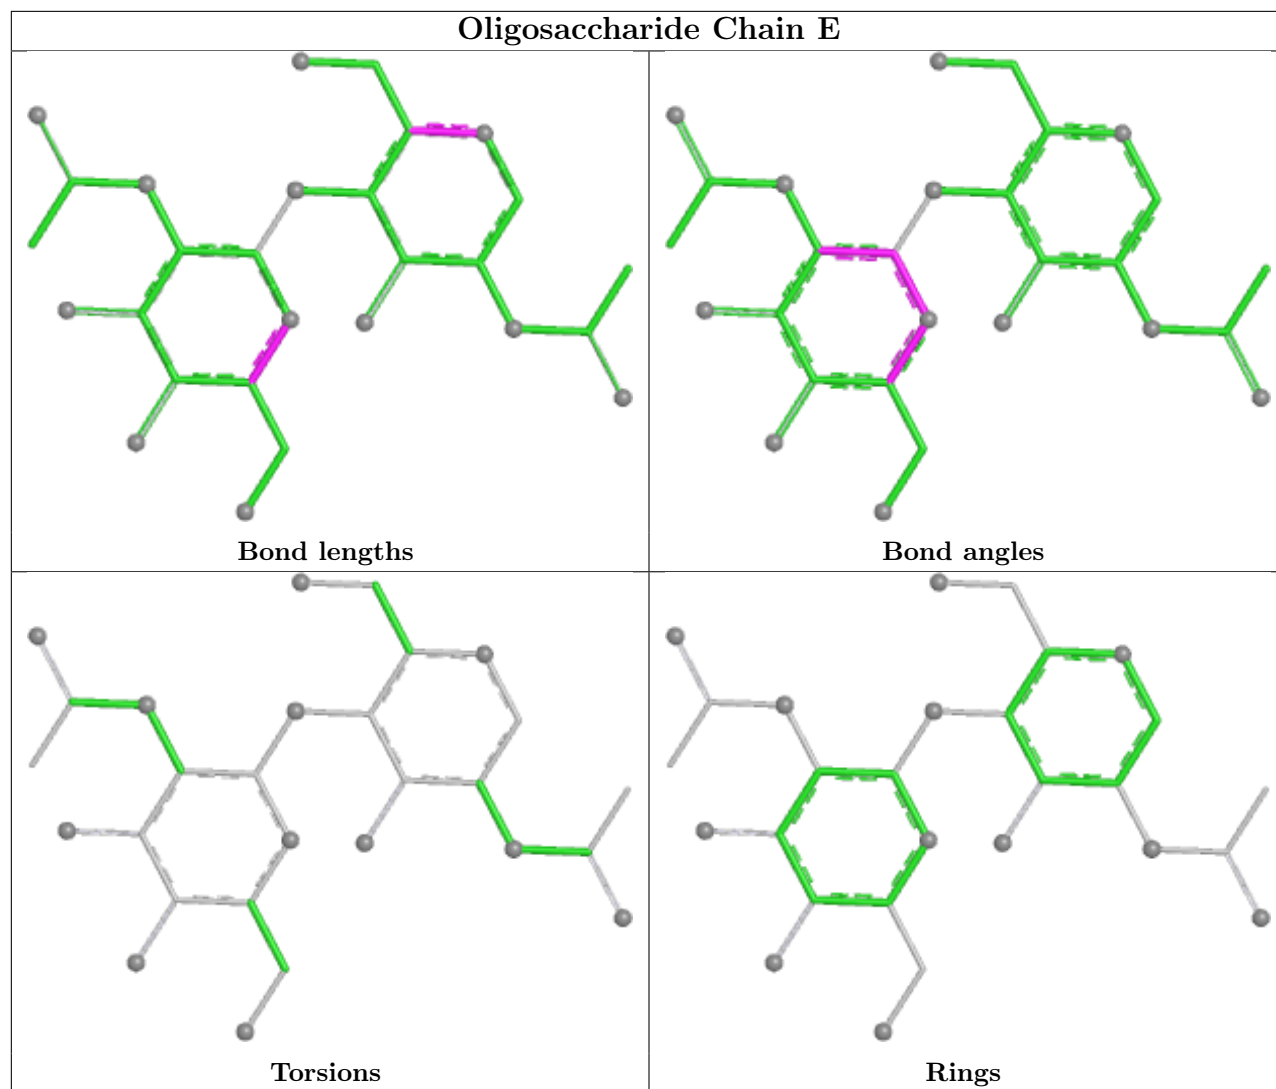 Oligosaccharide Chain E
Bond lengths
Bond angles
Torsions
Rings